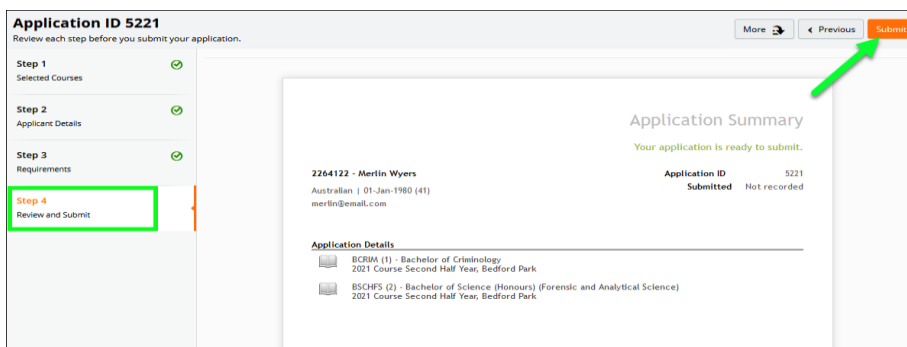 Application ID 5221
Review each step before you submit your application.
More
Previous
Submit
Step 1
Selected Courses
Step 2
Applicant Details
Step 3
Requirements
Step 4
Review and Submit
Application Summary
Your application is ready to submit.
2264122 - Merlin Wyers
Application ID 5221
Australian | 01-Jan-1980 (41)
Submitted Not recorded
merlin@email.com
Application Details
BCRIM (1) - Bachelor of Criminology
2021 Course Second Half Year, Bedford Park
BSCHFS (2) - Bachelor of Science (Honours) (Forensic and Analytical Science)
2021 Course Second Half Year, Bedford Park